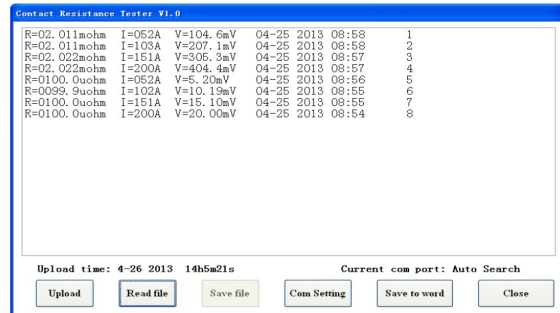 Contact Resistance Tester V1.0
R=02.011mohm I=052A V=104.6mV 04-25 2013 08:58 1
R=02.011mohm I=103A V=207.1mV 04-25 2013 08:58 2
R=02.022mohm I=151A V=305.3mV 04-25 2013 08:57 3
R=02.022mohm I=200A V=404.4mV 04-25 2013 08:57 4
R=0100.0uohm I=052A V=5.20mV 04-25 2013 08:56 5
R=0099.9uohm I=102A V=10.19mV 04-25 2013 08:55 6
R=0100.0uohm I=151A V=15.10mV 04-25 2013 08:55 7
R=0100.0uohm I=200A V=20.00mV 04-25 2013 08:54 8
Upload time: 4-26 2013 14h5m21s Current com port: Auto Search
Upload Read file Save file Com Setting Save to word Close